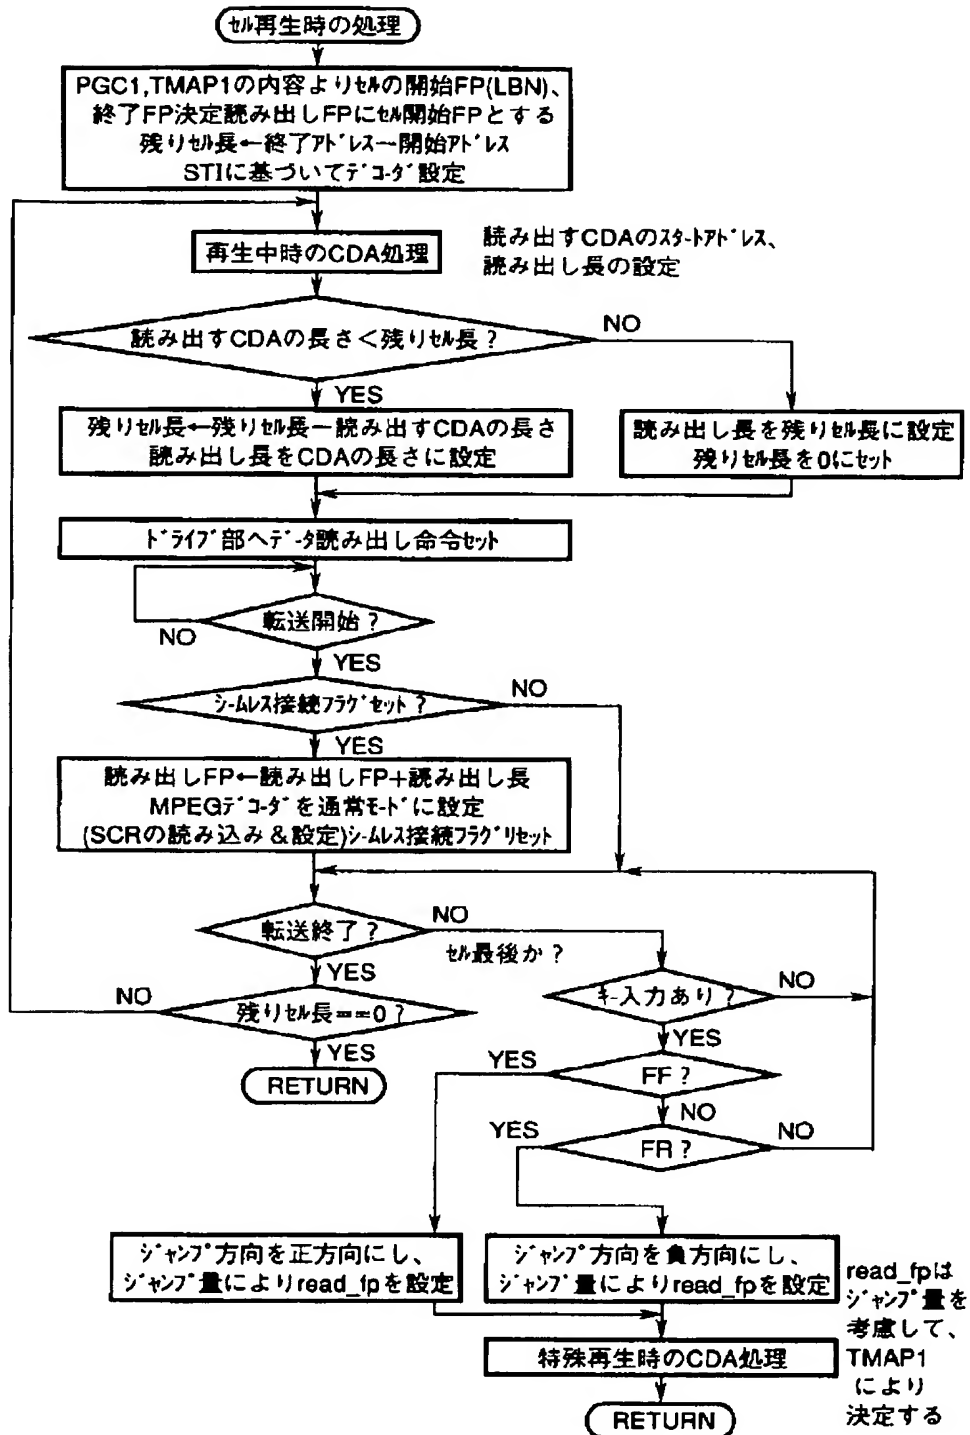 セル再生時の処理
PGC1,TMAP1の内容よりセルの開始FP(LBN)、
終了FP決定読み出しFPにセル開始FPとする
残りセル長←終了アドレス−開始アドレス
STIに基づいてデコーダ設定
再生中時のCDA処理
読み出すCDAのスタートアドレス、
読み出し長の設定
読み出すCDAの長さ<残りセル長?
NO
YES
残りセル長←残りセル長−読み出すCDAの長さ
読み出し長をCDAの長さに設定
読み出し長を残りセル長に設定
残りセル長を0にセット
ドライブ部へデータ読み出し命令セット
転送開始?
NO
YES
シームレス接続フラグセット?
NO
YES
読み出しFP←読み出しFP+読み出し長
MPEGデコーダを通常モードに設定
(SCRの読み込み&設定)シームレス接続フラグリセット
転送終了?
NO
セル最後か?
YES
NO
残りセル長==0?
YES
RETURN
キー入力あり?
NO
YES
YES
FF?
NO
YES
FR?
NO
ジャンプ方向を正方向にし、
ジャンプ量によりread_fpを設定
ジャンプ方向を負方向にし、
ジャンプ量によりread_fpを設定
read_fpは
ジャンプ量を
考慮して、
TMAP1
により
決定する
特殊再生時のCDA処理
RETURN